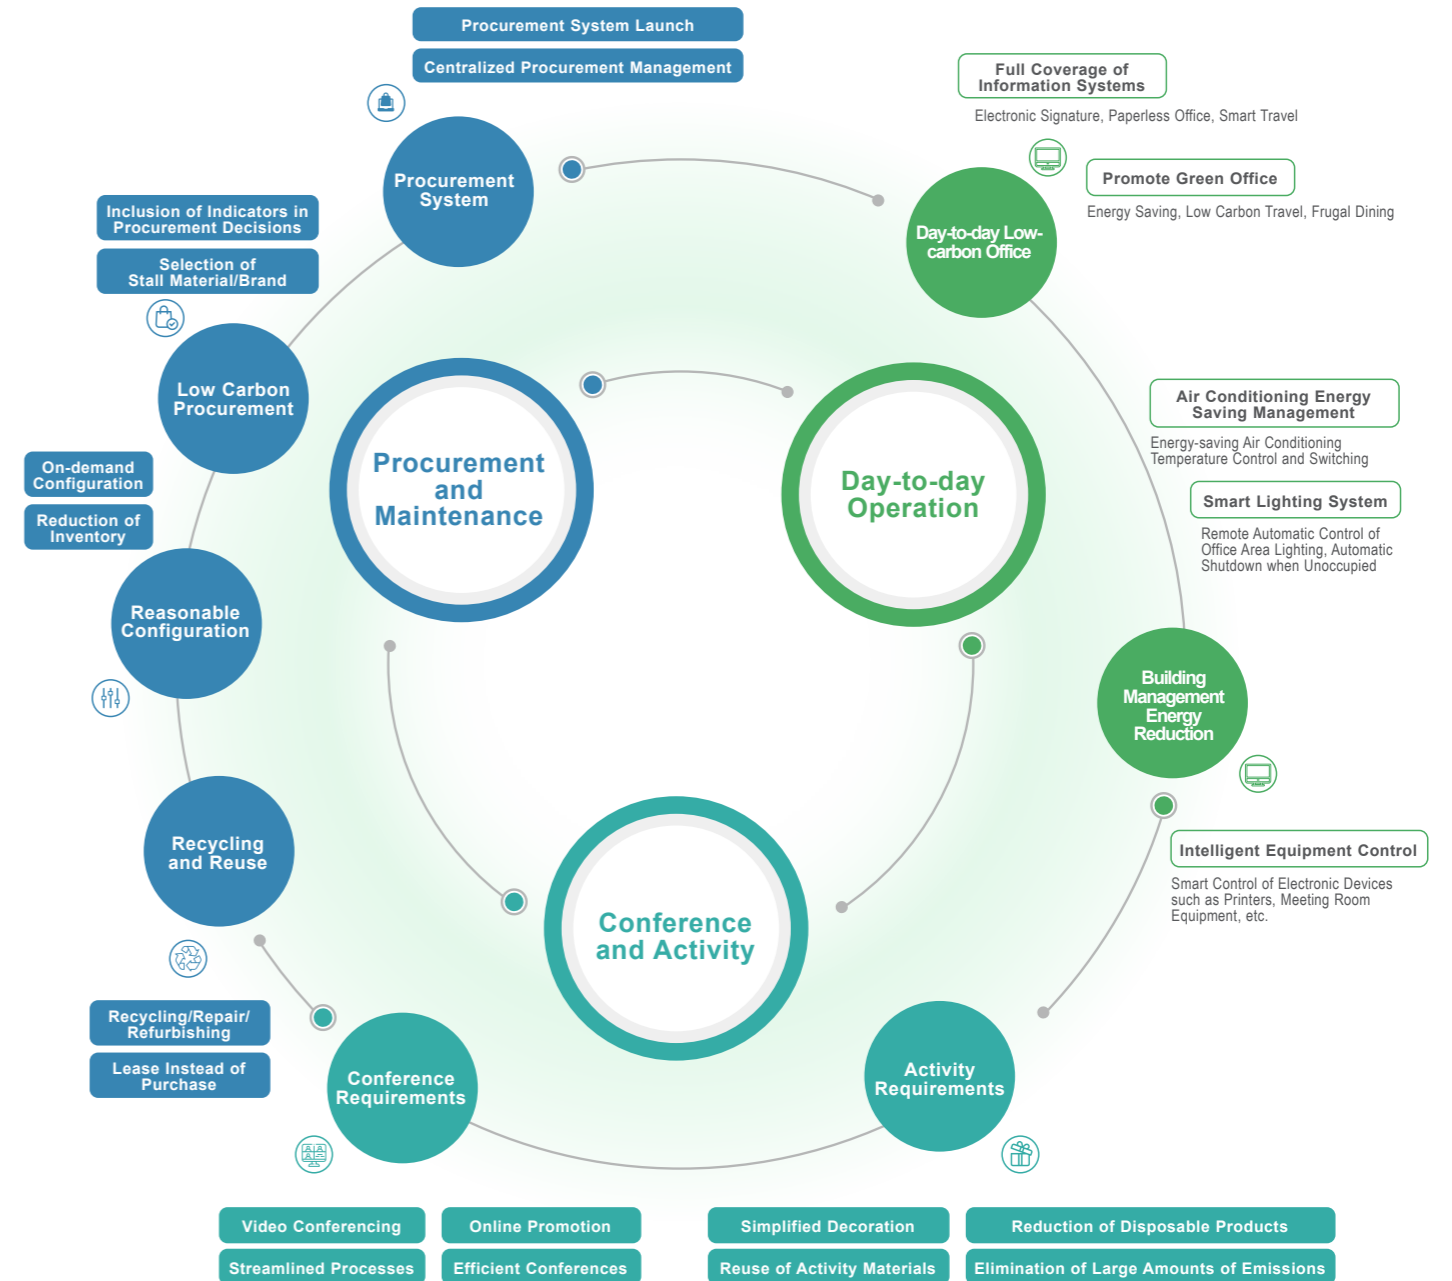 Procurement System Launch
Centralized Procurement Management
Procurement
System
Inclusion of Indicators in
Procurement Decisions
Selection of
Stall Material/Brand
Low Carbon
Procurement
On-demand
Configuration
Reduction of
Inventory
Reasonable
Configuration
Recycling
and Reuse
Recycling/Repair/
Refurbishing
Lease Instead of
Purchase
Procurement
and
Maintenance
Full Coverage of
Information Systems
Electronic Signature, Paperless Office, Smart Travel
Promote Green Office
Energy Saving, Low Carbon Travel, Frugal Dining
Day-to-day Low-
carbon Office
Day-to-day
Operation
Air Conditioning Energy
Saving Management
Energy-saving Air Conditioning
Temperature Control and Switching
Smart Lighting System
Remote Automatic Control of
Office Area Lighting, Automatic
Shutdown when Unoccupied
Building
Management
Energy
Reduction
Intelligent Equipment Control
Smart Control of Electronic Devices
such as Printers, Meeting Room
Equipment, etc.
Conference
and Activity
Conference
Requirements
Activity
Requirements
Video Conferencing
Online Promotion
Streamlined Processes
Efficient Conferences
Simplified Decoration
Reduction of Disposable Products
Reuse of Activity Materials
Elimination of Large Amounts of Emissions